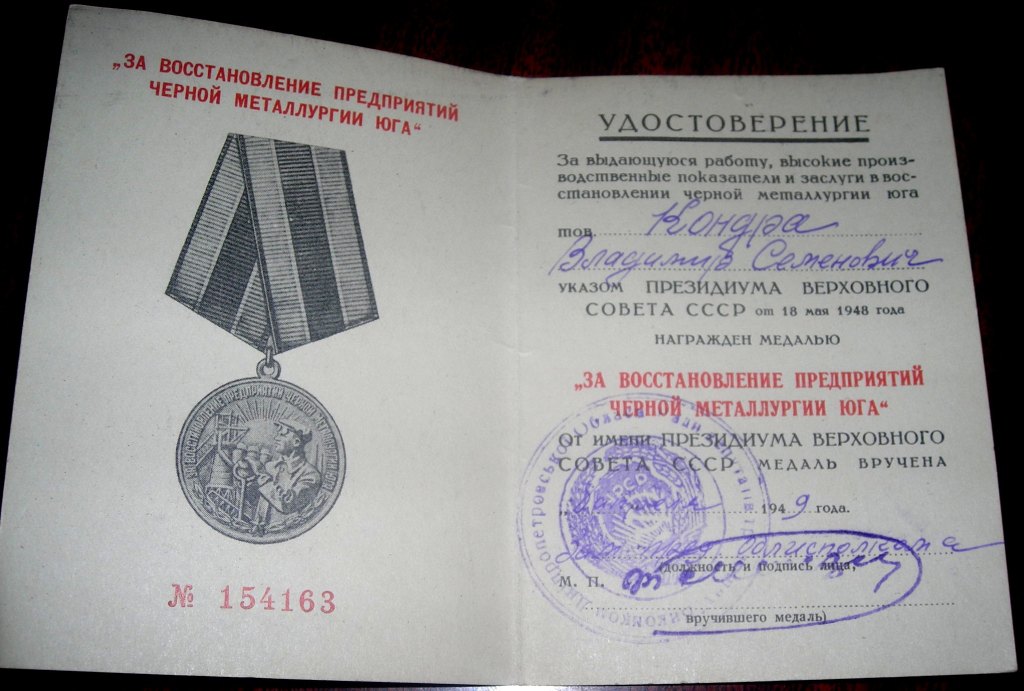 „ЗА ВОССТАНОВЛЕНИЕ ПРЕДПРИЯТИЙ
ЧЕРНОЙ МЕТАЛЛУРГИИ ЮГА“
№ 154163
УДОСТОВЕРЕНИЕ
За выдающуюся работу, высокие произ-
водственные показатели и заслуги в вос-
становлении черной металлургии юга
тов. Кондра
Владимир Семенович
указом ПРЕЗИДИУМА ВЕРХОВНОГО
СОВЕТА СССР от 18 мая 1948 года
НАГРАЖДЕН МЕДАЛЬЮ
„ЗА ВОССТАНОВЛЕНИЕ ПРЕДПРИЯТИЙ
ЧЕРНОЙ МЕТАЛЛУРГИИ ЮГА“
От имени ПРЕЗИДИУМА ВЕРХОВНОГО
СОВЕТА СССР МЕДАЛЬ ВРУЧЕНА
1949 года.
облисполкома
(должность и подпись лица,
М. П.
вручившего медаль)